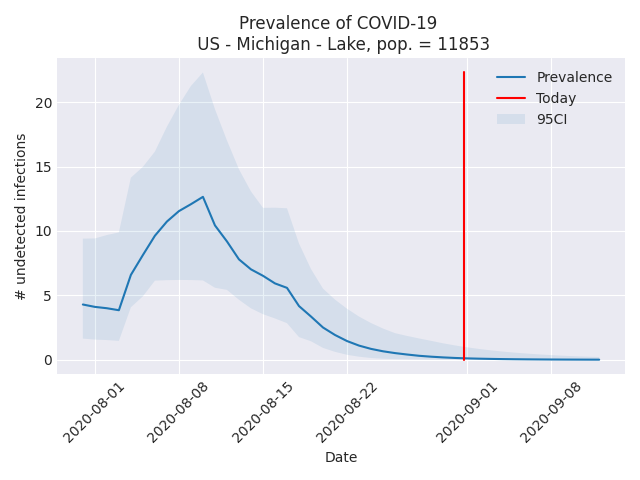 Prevalence of COVID-19
US - Michigan - Lake, pop. = 11853
Prevalence
Today
95CI
# undetected infections
20
15
10
5
0
2020-08-01
2020-08-08
2020-08-15
2020-08-22
2020-09-01
2020-09-08
Date